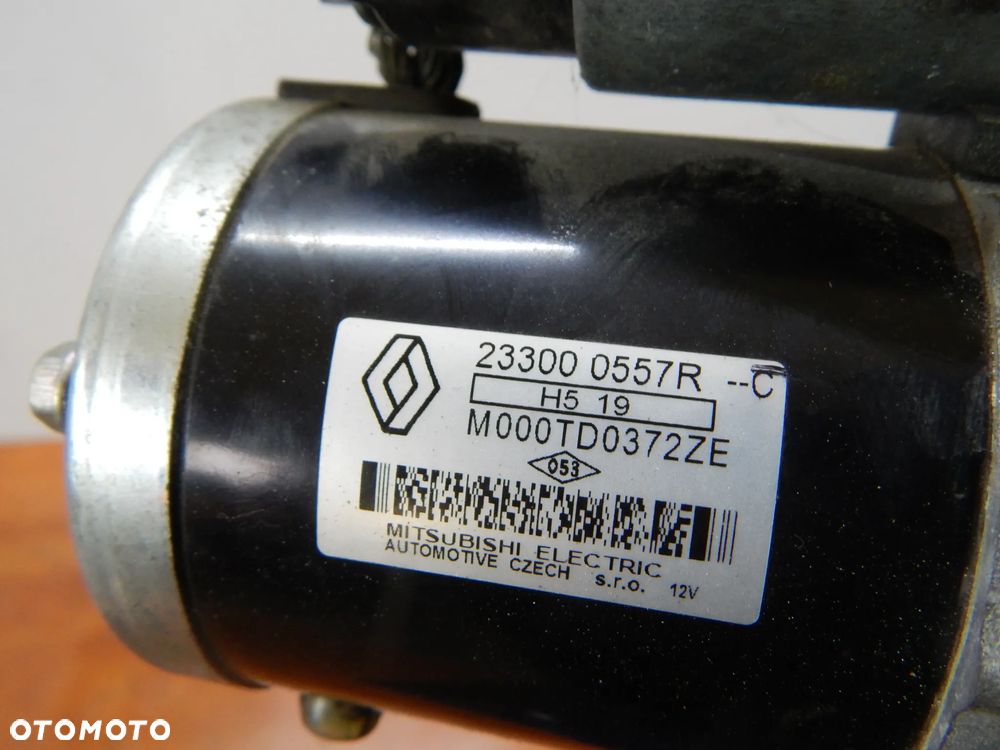 23300 0557R --C
H5 19
M000TD0372ZE
053
MITSUBISHI ELECTRIC
AUTOMOTIVE CZECH s.r.o. 12V
OTOMOTO